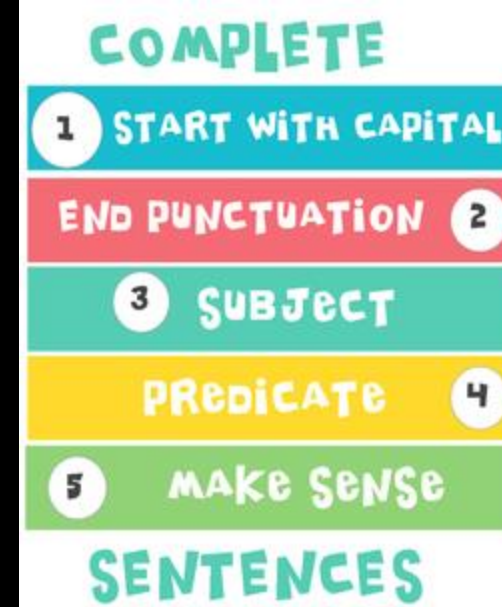 COMPLETE
1 START WITH CAPITAL
END PUNCTUATION 2
3 SUBJECT
PREDICATE 4
5 MAKE SENSE
SENTENCES